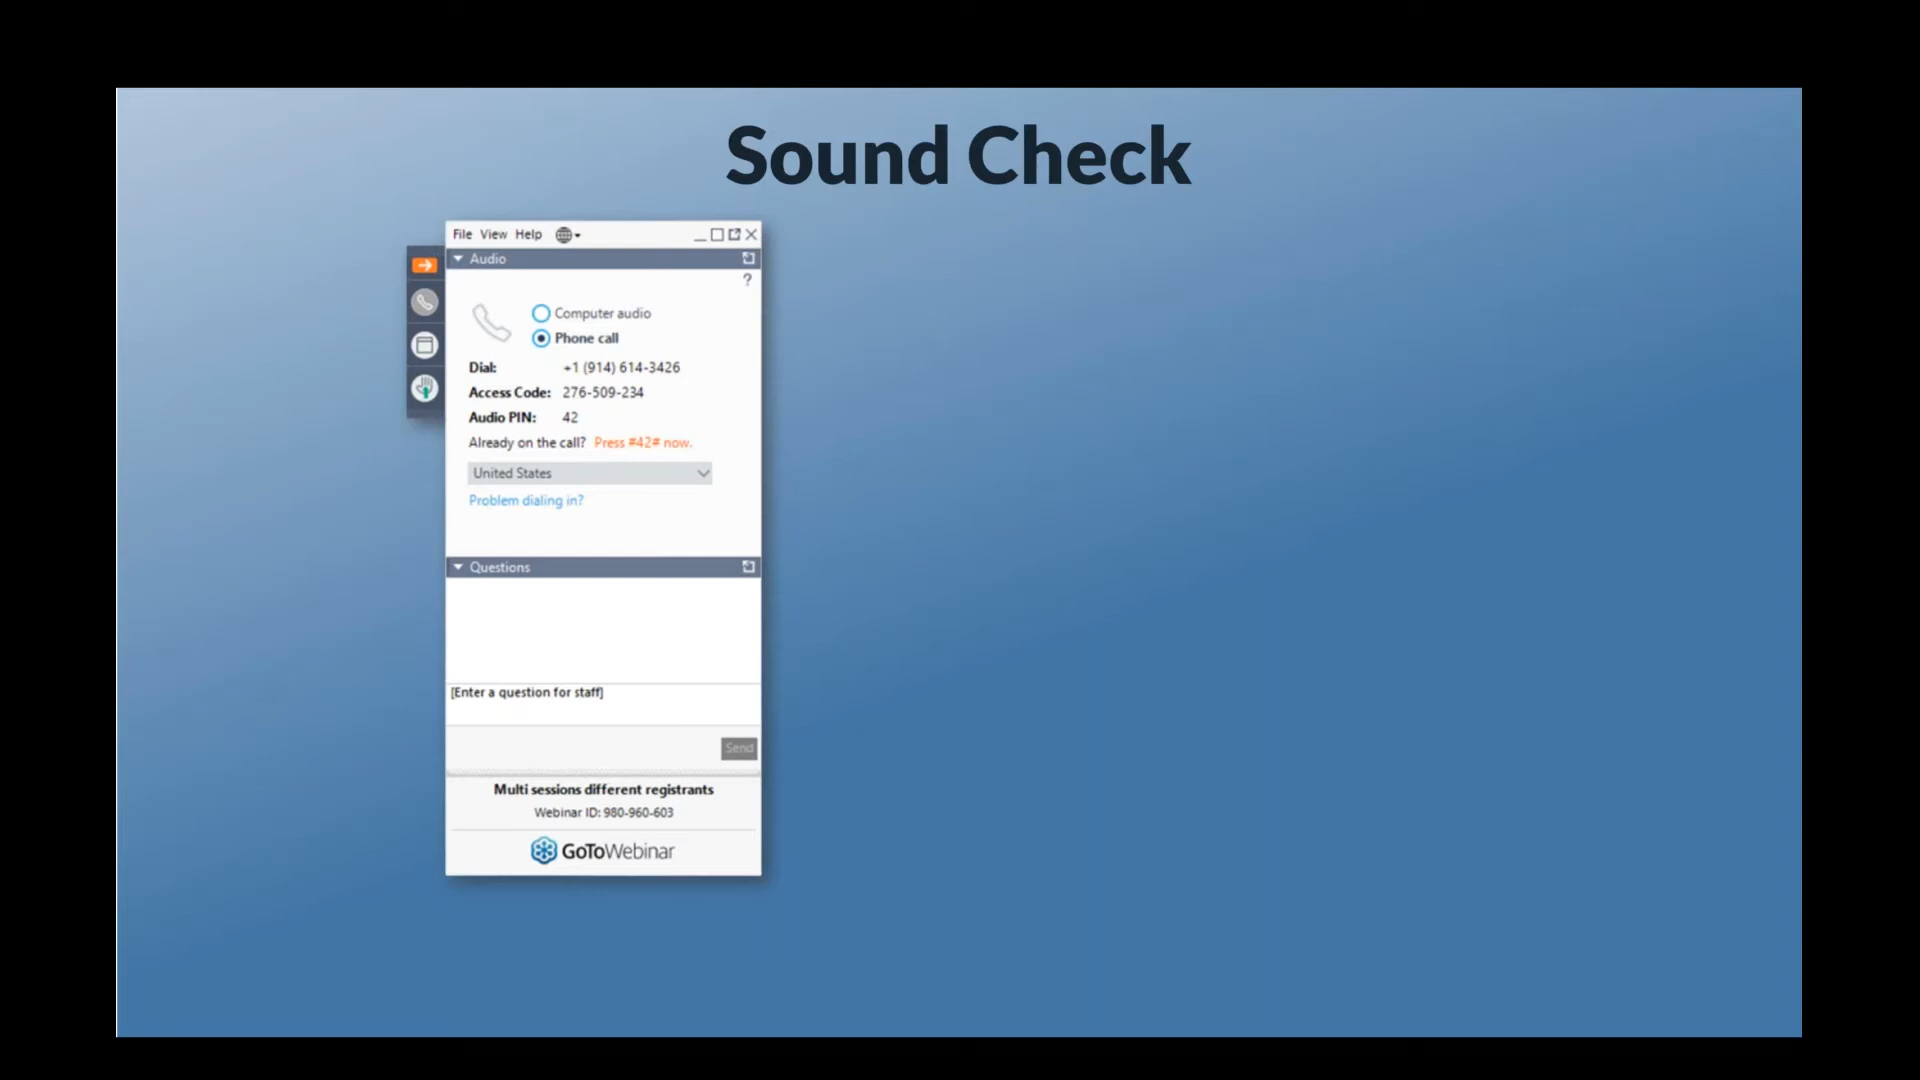 Sound Check
File View Help
Audio
?
Computer audio
Phone call
Dial: +1 (914) 614-3426
Access Code: 276-509-234
Audio PIN: 42
Already on the call? Press #42# now.
United States
Problem dialing in?
Questions
[Enter a question for staff]
Send
Multi sessions different registrants
Webinar ID: 980-960-603
GoToWebinar